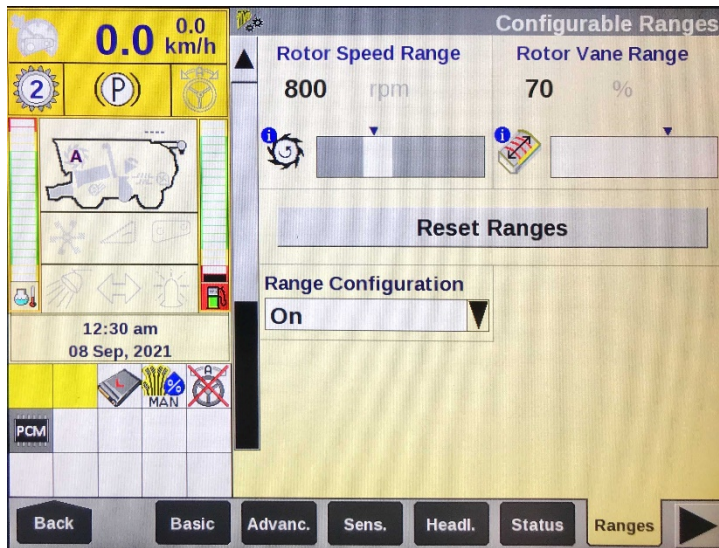 0.0
0.0
km/h
2
(P)
A
12:30 am
08 Sep, 2021
L
%
MAN
A
PCM
Configurable Ranges
Rotor Speed Range
Rotor Vane Range
800 rpm
70 %
i
i
Reset Ranges
Range Configuration
On
Back
Basic
Advanc.
Sens.
Headl.
Status
Ranges